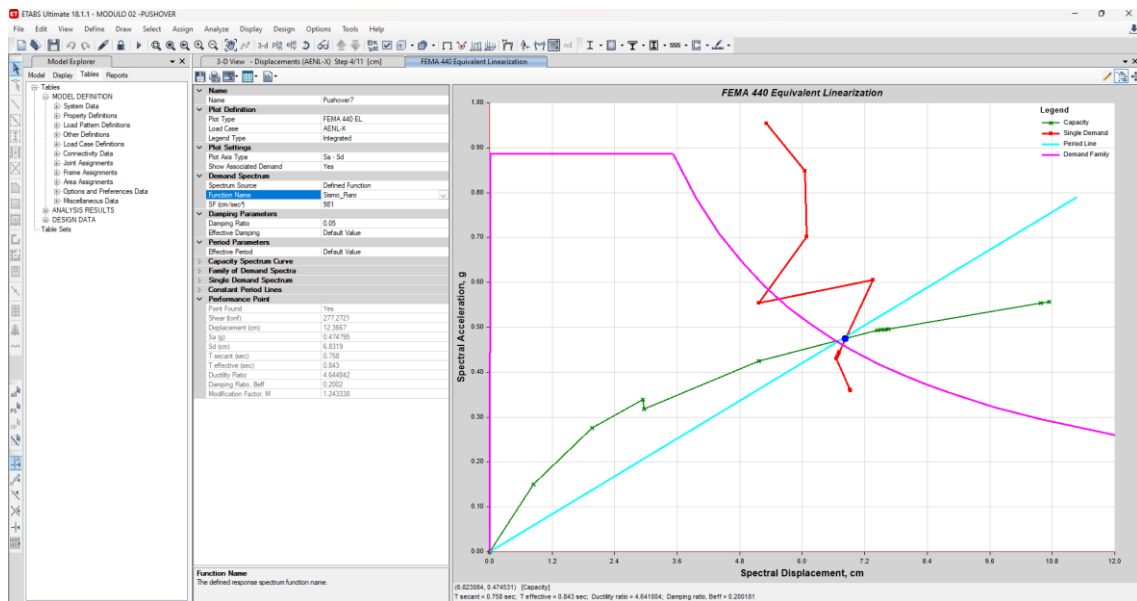 ETABS Ultimate 18.1.1 - MODULO 02 -PUSHOVER
File Edit View Define Draw Select Assign Analyze Display Design Options Tools Help
Model Explorer
3-D View - Displacements (AENL-X) Step 4/11 [cm]
FEMA 440 Equivalent Linearization
Model Display Tables Reports
Tables
MODEL DEFINITION
System Data
Property Definitions
Load Pattern Definitions
Other Definitions
Load Case Definitions
Connectivity Data
Joint Assignments
Frame Assignments
Area Assignments
Options and Preferences Data
Miscellaneous Data
ANALYSIS RESULTS
DESIGN DATA
Table Sets
Name
Name Pushover7
Plot Definition
Plot Type FEMA 440 EL
Load Case AENL-X
Legend Type Integrated
Plot Settings
Plot Axis Type Sa - Sd
Show Associated Demand Yes
Demand Spectrum
Spectrum Source Defined Function
Function Name Sismo_Raro
SF (cm/sec²) 981
Damping Parameters
Damping Ratio 0.05
Effective Damping Default Value
Period Parameters
Effective Period Default Value
Capacity Spectrum Curve
Family of Demand Spectra
Single Demand Spectrum
Constant Period Lines
Performance Point
Point Found Yes
Shear (tonf) 277.2721
Displacement (cm) 12.3667
Sa (g) 0.474795
Sd (cm) 6.8319
T secant (sec) 0.758
T effective (sec) 0.843
Ductility Ratio 4.644842
Damping Ratio, Beff 0.2002
Modification Factor, M 1.243338
Function Name
The defined response spectrum function name.
FEMA 440 Equivalent Linearization
Legend
Capacity
Single Demand
Period Line
Demand Family
Spectral Acceleration, g
1.00
0.90
0.80
0.70
0.60
0.50
0.40
0.30
0.20
0.10
0.00
0.0 1.2 2.4 3.6 4.8 6.0 7.2 8.4 9.6 10.8 12.0
Spectral Displacement, cm
(6.823084, 0.474531) [Capacity]
T secant = 0.758 sec; T effective = 0.843 sec; Ductility ratio = 4.641004; Damping ratio, Beff = 0.200181